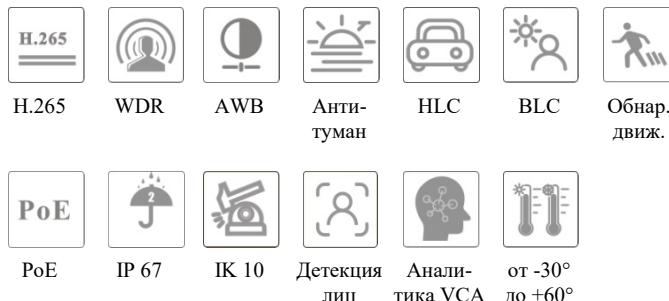 H.265
H.265 WDR AWB Анти- HLC BLC Обнар.
туман движ.
PoE 2
PoE IP 67 IK 10 Детекция Анали- от -30°
лиц тика VCA до +60°